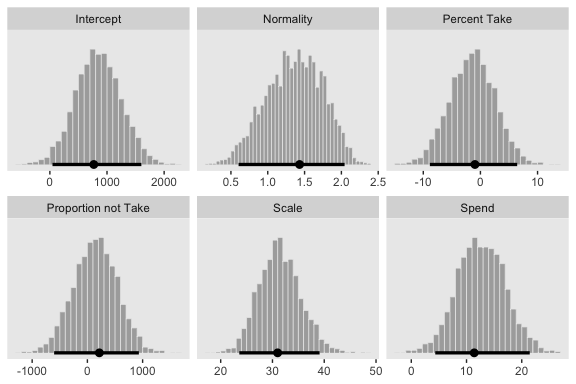 Intercept Normality Percent Take
0 1000 2000 0.5 1.0 1.5 2.0 2.5 -10 0 10
Proportion not Take Scale Spend
-1000 0 1000 20 30 40 50 0 10 20